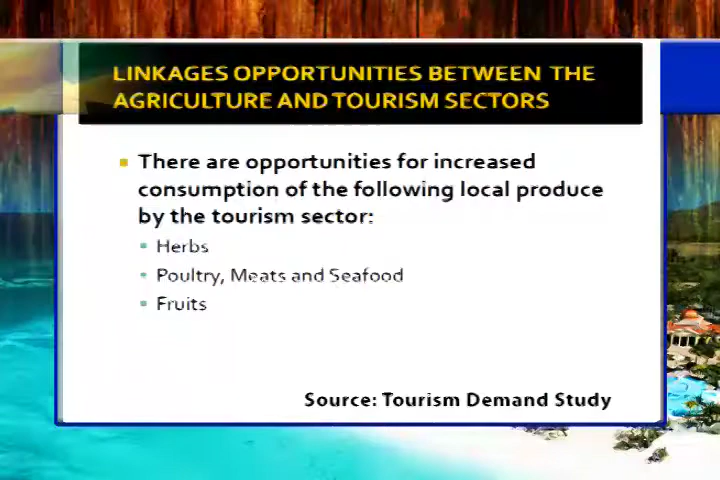 LINKAGES OPPORTUNITIES BETWEEN THE
AGRICULTURE AND TOURISM SECTORS
There are opportunities for increased
consumption of the following local produce
by the tourism sector:
Herbs
Poultry, Meats and Seafood
Fruits
Source: Tourism Demand Study